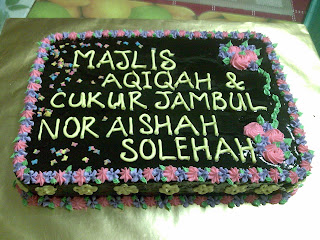 MAJLIS
AQIQAH &
CUKUR JAMBUL
NOR AISHAH
SOLEHAH